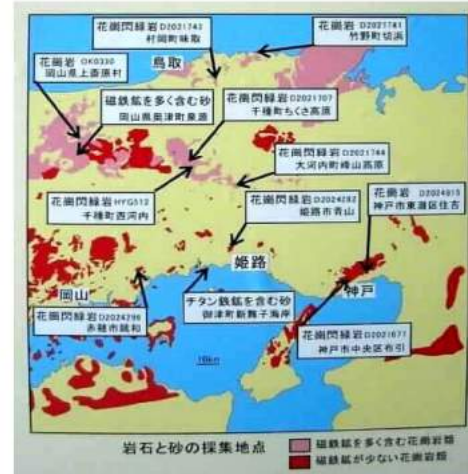 花崗閃緑岩 D2021742
村岡町味取
花崗岩 D2021741
竹野町切浜
鳥取
花崗岩 OK0330
岡山県上斎原村
磁鉄鉱を多く含む砂
岡山県奥津町泉源
花崗閃緑岩 D2021707
千種町ちくさ高原
花崗閃緑岩 D2021744
大河内町峰山高原
花崗閃緑岩 HYG512
千種町西河内
花崗閃緑岩 D2024282
姫路市青山
花崗岩 D2024015
神戸市東灘区住吉
姫路
岡山
神戸
花崗閃緑岩 D2024296
チタン鉄鉱を含む砂
御津町新舞子海岸
花崗閃緑岩 D2021677
神戸市中央区布引
10km
岩石と砂の採集地点
磁鉄鉱を多く含む花崗岩類
磁鉄鉱が少ない花崗岩類